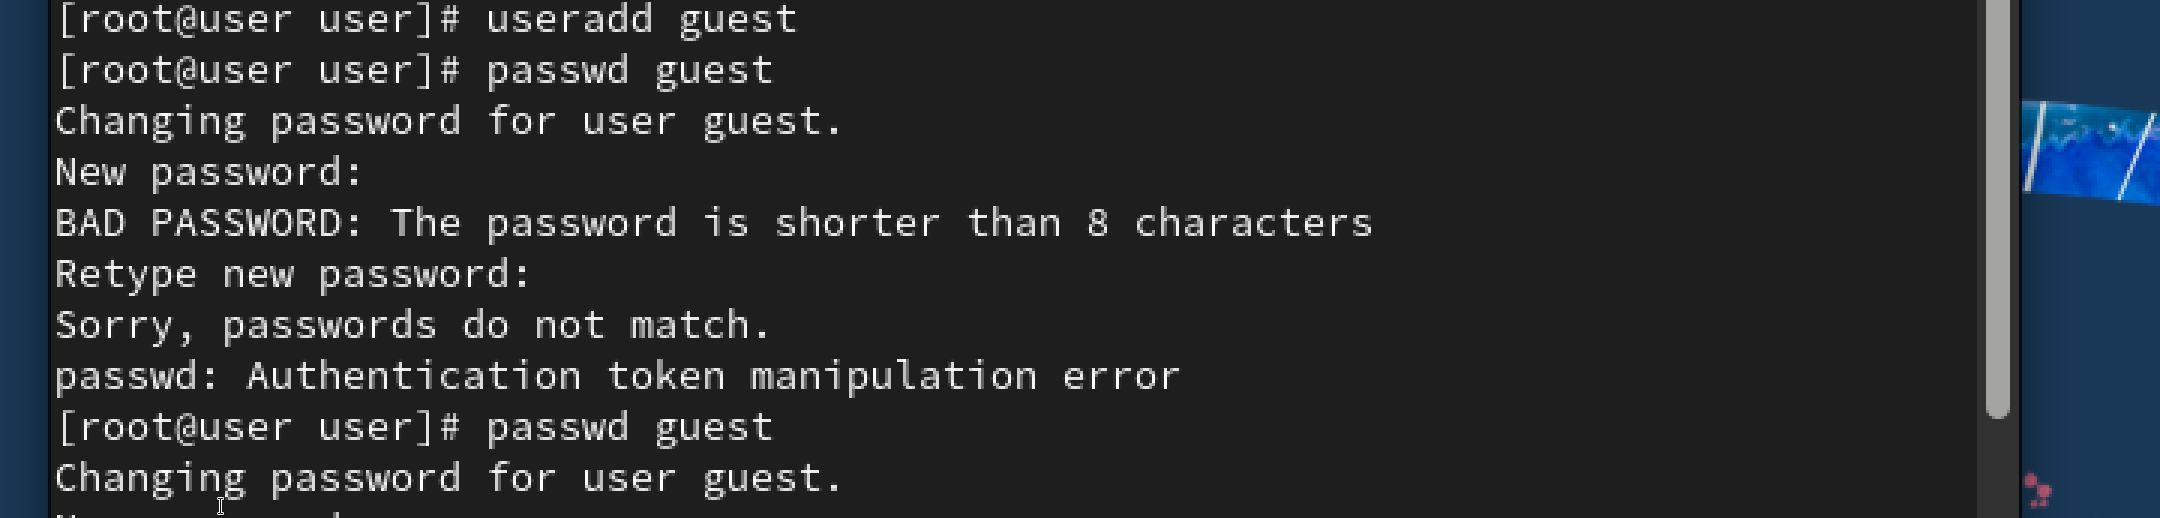 [root@user user]# useradd guest
[root@user user]# passwd guest
Changing password for user guest.
New password:
BAD PASSWORD: The password is shorter than 8 characters
Retype new password:
Sorry, passwords do not match.
passwd: Authentication token manipulation error
[root@user user]# passwd guest
Changing password for user guest.